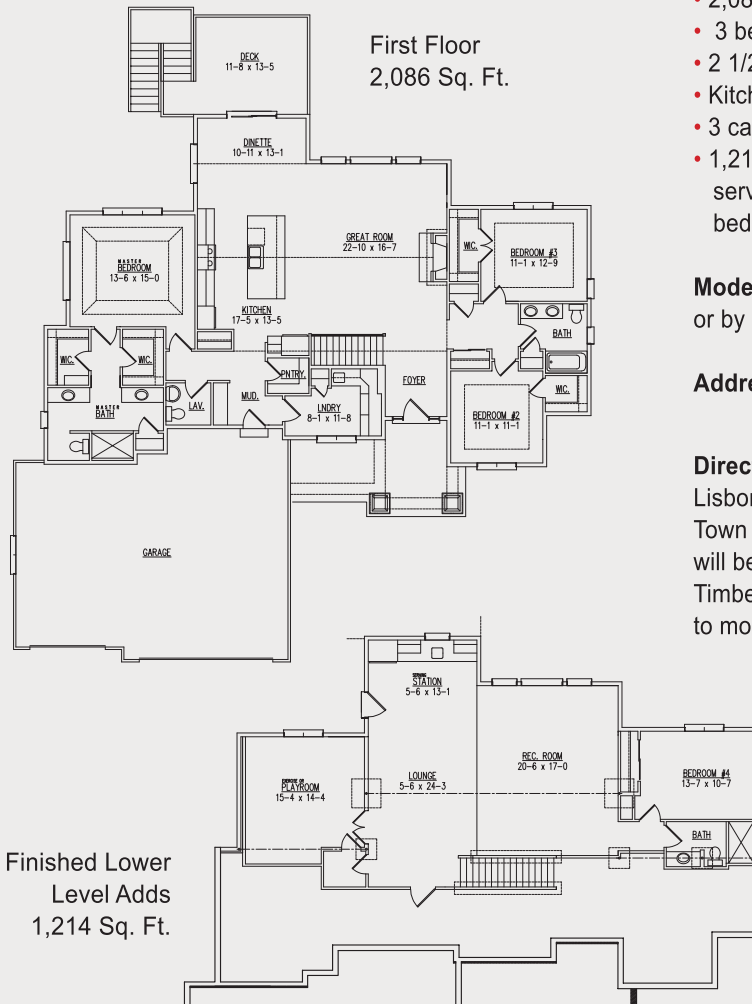 First Floor
2,086 Sq. Ft.
DECK
11-8 x 13-5
DINETTE
10-11 x 13-1
GREAT ROOM
22-10 x 16-7
WIC.
BEDROOM #3
11-1 x 12-9
MASTER
BEDROOM
13-6 x 15-0
KITCHEN
17-5 x 13-5
BATH
WIC.
WIC.
PNTRY.
FOYER
WIC.
MASTER
BATH
LAV.
MUD.
LNDRY
8-1 x 11-8
BEDROOM #2
11-1 x 11-1
GARAGE
SERVING
STATION
5-6 x 13-1
REC. ROOM
20-6 x 17-0
EXERCISE OR
PLAYROOM
15-4 x 14-4
LOUNGE
5-6 x 24-3
BEDROOM #4
13-7 x 10-7
BATH
Finished Lower
Level Adds
1,214 Sq. Ft.
• 2,08
• 3 be
• 2 1/2
• Kitch
• 3 ca
• 1,21
serv
bed
Mode
or by
Addre
Direc
Lisbon
Town
will be
Timbe
to mo